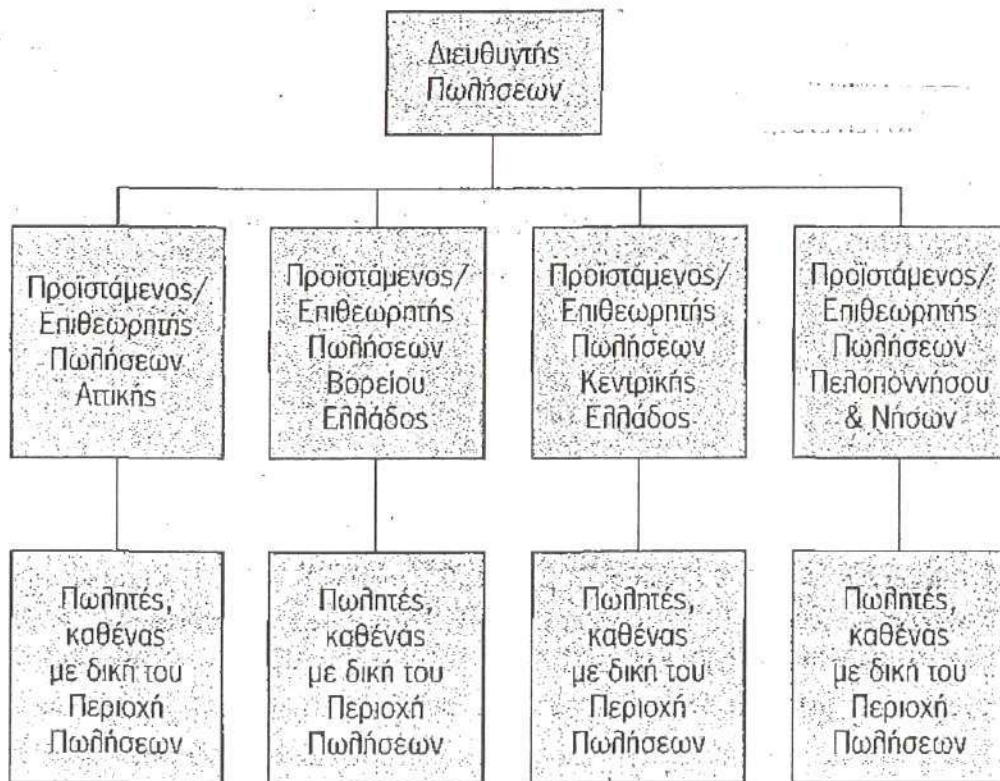 Διευθυντής
Πωλήσεων
Προϊστάμενος/
Επιθεωρητής
Πωλήσεων
Αττικής
Προϊστάμενος/
Επιθεωρητής
Πωλήσεων
Βορείου
Ελλάδος
Προϊστάμενος/
Επιθεωρητής
Πωλήσεων
Κεντρικής
Ελλάδος
Προϊστάμενος/
Επιθεωρητής
Πωλήσεων
Πελοποννήσου
& Νήσων
Πωλητές,
καθένας
με δική του
Περιοχή
Πωλήσεων
Πωλητές,
καθένας
με δική του
Περιοχή
Πωλήσεων
Πωλητές,
καθένας
με δική του
Περιοχή
Πωλήσεων
Πωλητές,
καθένας
με δική του
Περιοχή
Πωλήσεων